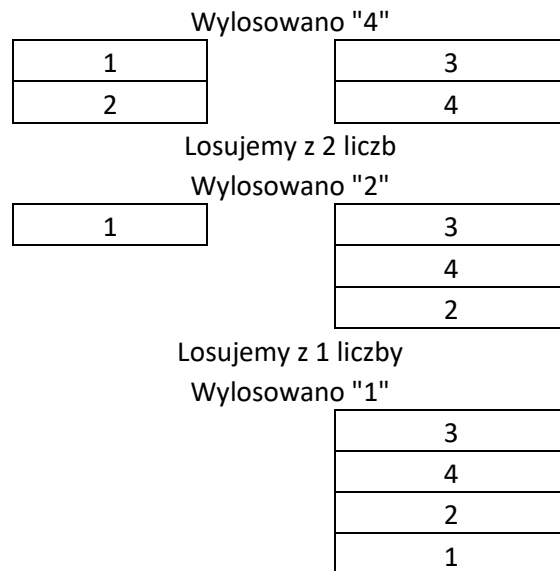 Wylosowano "4"
1 3
2 4
Losujemy z 2 liczb
Wylosowano "2"
1 3
4
2
Losujemy z 1 liczby
Wylosowano "1"
3
4
2
1